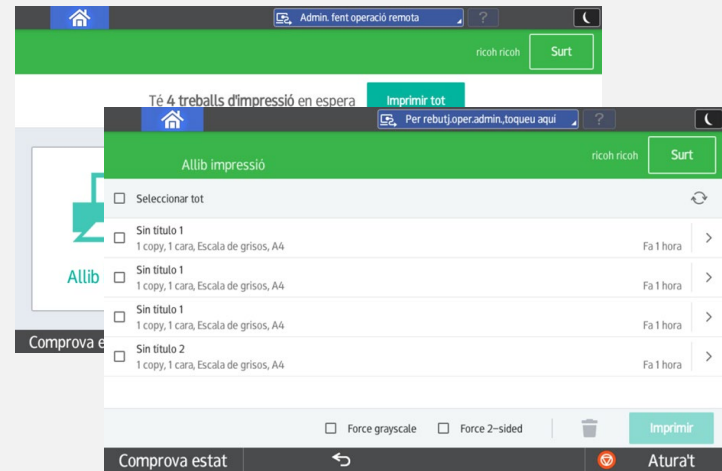 Admin. fent operació remota
?
ricoh ricoh
Surt
Té 4 treballs d'impressió en espera
Imprimir tot
Allib
Comprova e
Per rebutj.oper.admin.,toqueu aquí
?
Allib impressió
ricoh ricoh
Surt
Seleccionar tot
Sin título 1
1 copy, 1 cara, Escala de grisos, A4
Fa 1 hora
Sin título 1
1 copy, 1 cara, Escala de grisos, A4
Fa 1 hora
Sin título 1
1 copy, 1 cara, Escala de grisos, A4
Fa 1 hora
Sin título 2
1 copy, 1 cara, Escala de grisos, A4
Fa 1 hora
Force grayscale
Force 2-sided
Imprimir
Comprova estat
Atura't